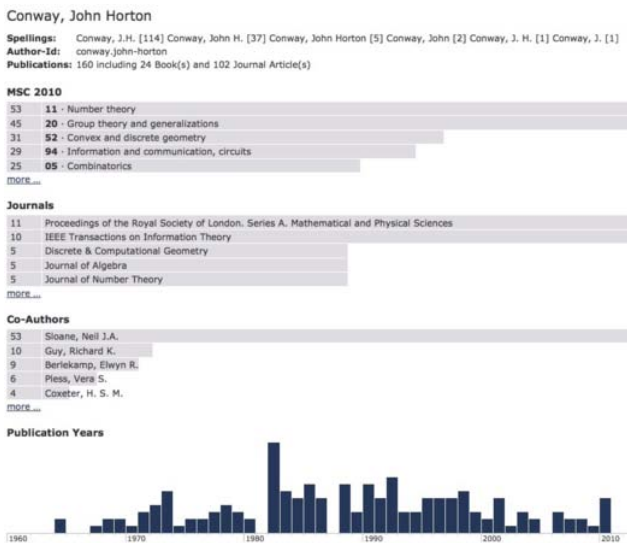 Conway, John Horton
Spellings: Conway, J.H. [114] Conway, John H. [37] Conway, John Horton [5] Conway, John [2] Conway, J. H. [1] Conway, J. [1]
Author-Id: conway.john-horton
Publications: 160 including 24 Book(s) and 102 Journal Article(s)
MSC 2010
53 11 - Number theory
45 20 - Group theory and generalizations
31 52 - Convex and discrete geometry
29 94 - Information and communication, circuits
25 05 - Combinatorics
more ...
Journals
11 Proceedings of the Royal Society of London. Series A. Mathematical and Physical Sciences
10 IEEE Transactions on Information Theory
5 Discrete & Computational Geometry
5 Journal of Algebra
5 Journal of Number Theory
more ...
Co-Authors
53 Sloane, Neil J.A.
10 Guy, Richard K.
9 Berlekamp, Elwyn R.
6 Pless, Vera S.
4 Coxeter, H. S. M.
more ...
Publication Years
1960 1970 1980 1990 2000 2010